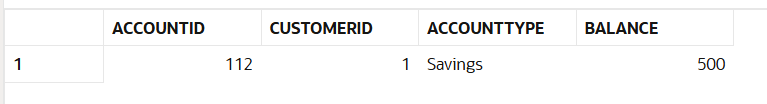 ACCOUNTID CUSTOMERID ACCOUNTTYPE BALANCE
1 112 1 Savings 500